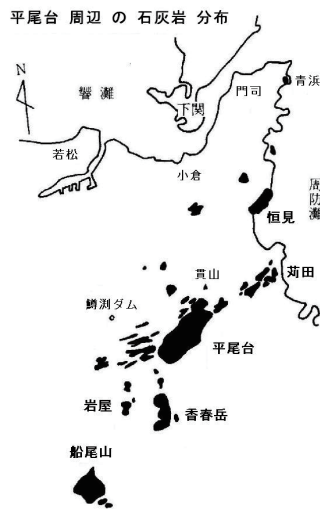 平尾台 周辺 の 石灰岩 分布
N
響 灘
下関
門司
青浜
若松
小倉
周防灘
恒見
貫山
苅田
鱒渕ダム
平尾台
岩屋
香春岳
船尾山